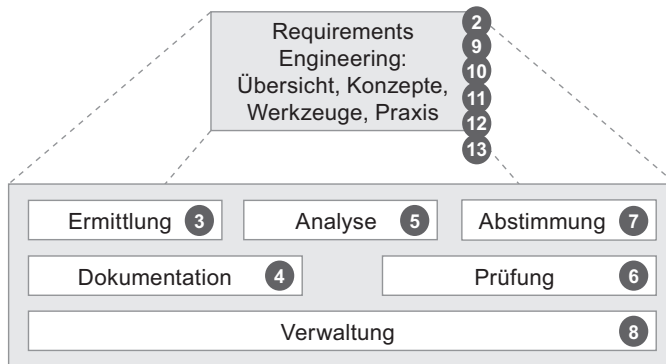 Requirements
Engineering:
Übersicht, Konzepte,
Werkzeuge, Praxis
2
9
10
11
12
13
Ermittlung 3
Analyse 5
Abstimmung 7
Dokumentation 4
Prüfung 6
Verwaltung 8